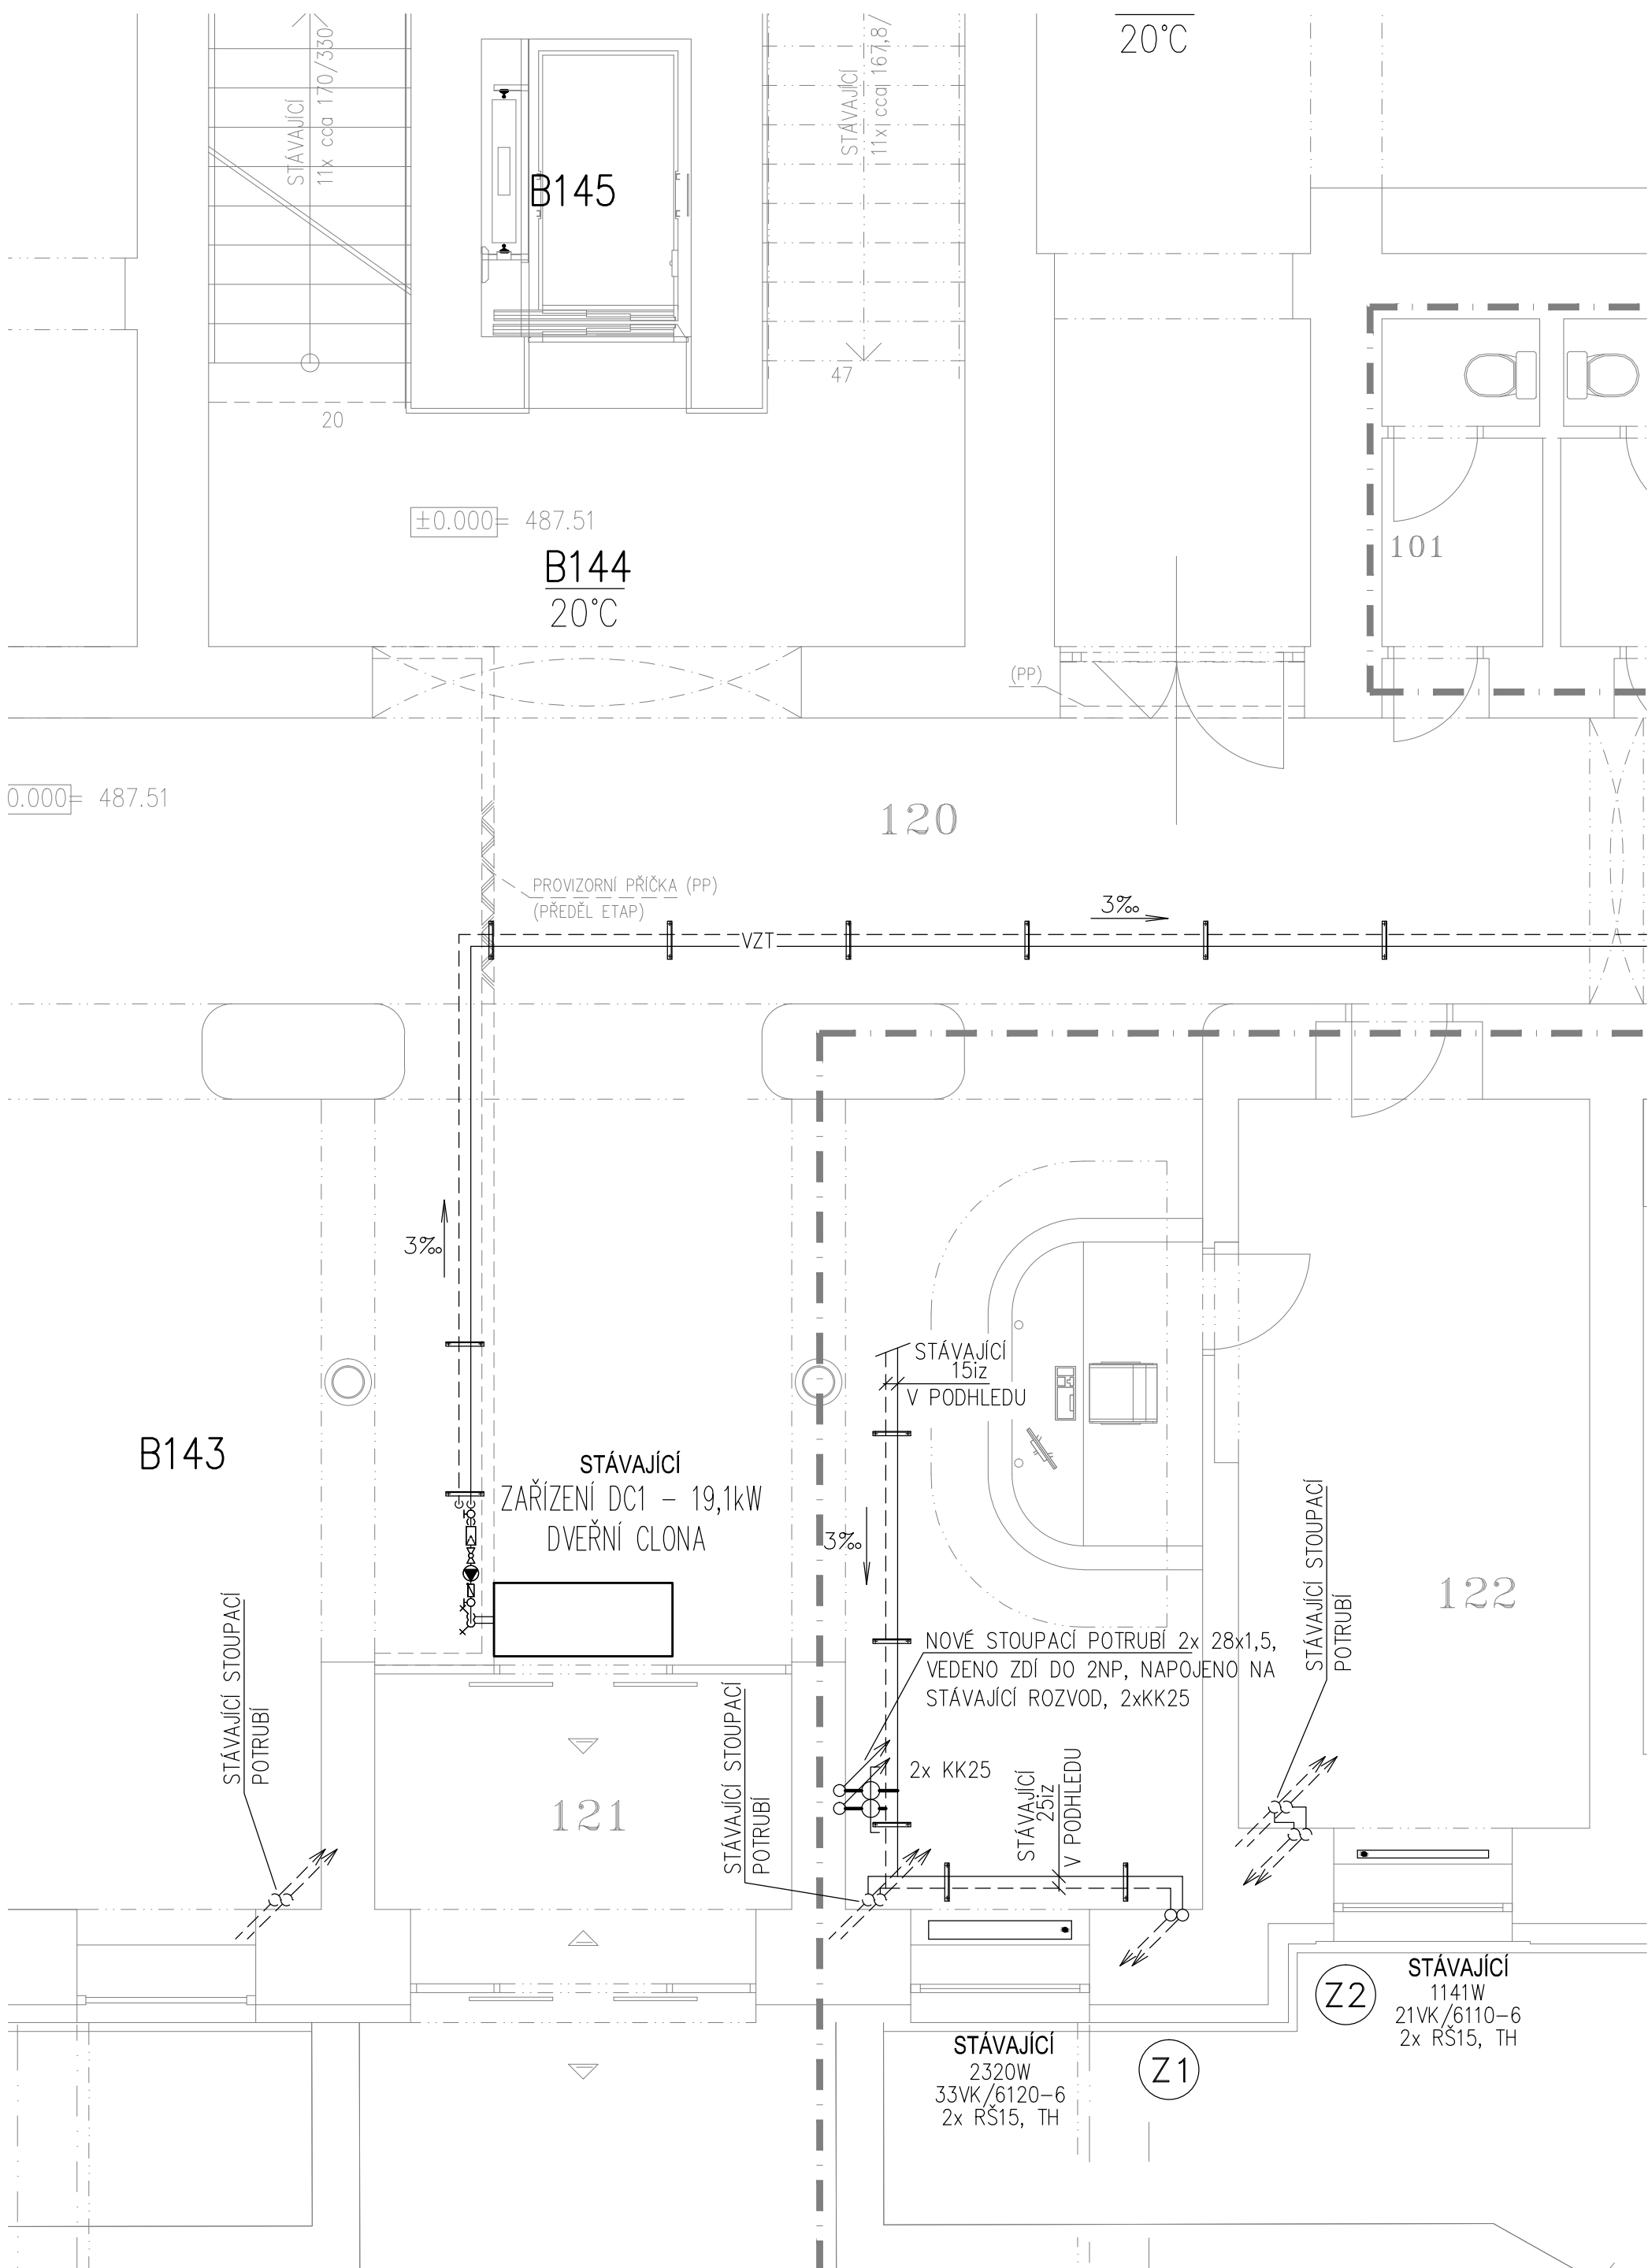 20°C
STÁVAJÍCÍ
11x cca 170/330
STÁVAJÍCÍ
11x cca 167,8/
B145
47
20
±0.000= 487.51
B144
20°C
101
(PP)
0.000= 487.51
120
PROVIZORNÍ PŘÍČKA (PP)
(PŘEDĚL ETAP)
3‰
VZT
3‰
STÁVAJÍCÍ
15iz
V PODHLEDU
B143
STÁVAJÍCÍ
ZAŘÍZENÍ DC1 – 19,1kW
DVEŘNÍ CLONA
3‰
STÁVAJÍCÍ STOUPACÍ
POTRUBÍ
122
STÁVAJÍCÍ STOUPACÍ
POTRUBÍ
NOVÉ STOUPACÍ POTRUBÍ 2x 28x1,5,
VEDENO ZDÍ DO 2NP, NAPOJENO NA
STÁVAJÍCÍ ROZVOD, 2xKK25
STÁVAJÍCÍ STOUPACÍ
POTRUBÍ
2x KK25
STÁVAJÍCÍ
25iz
V PODHLEDU
121
Z2
STÁVAJÍCÍ
1141W
21VK/6110–6
2x RŠ15, TH
STÁVAJÍCÍ
2320W
33VK/6120–6
2x RŠ15, TH
Z1